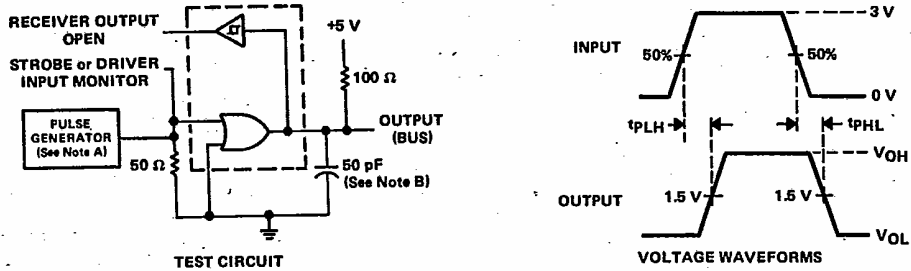 RECEIVER OUTPUT
OPEN
STROBE or DRIVER
INPUT MONITOR
PULSE
GENERATOR
(See Note A)
50 Ω
+5 V
100 Ω
OUTPUT
(BUS)
50 pF
(See Note B)
TEST CIRCUIT
3 V
INPUT
50%
50%
0 V
tPLH
tPHL
VOH
OUTPUT
1.5 V
1.5 V
VOL
VOLTAGE WAVEFORMS